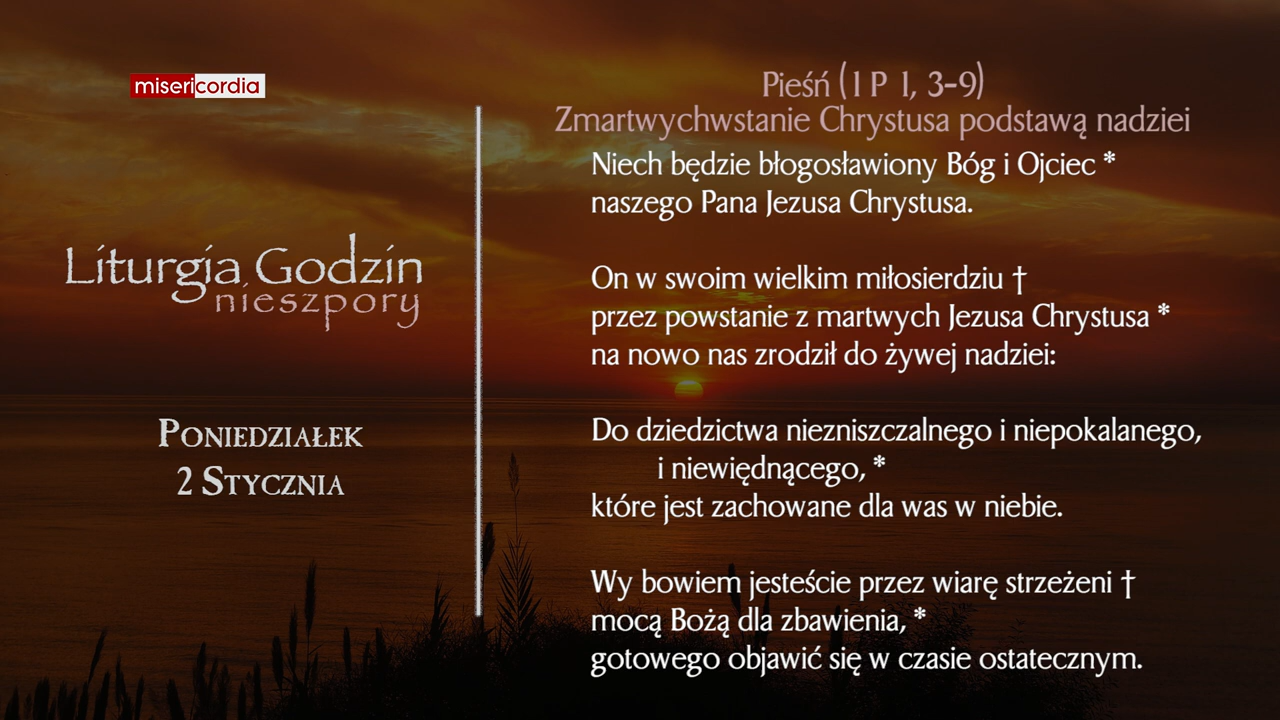 misericordia
Liturgia Godzin
nieszpory
Poniedziałek
2 Stycznia
Pieśń (1 P 1, 3-9)
Zmartwychwstanie Chrystusa podstawą nadziei
Niech będzie błogosławiony Bóg i Ojciec *
naszego Pana Jezusa Chrystusa.
On w swoim wielkim miłosierdziu †
przez powstanie z martwych Jezusa Chrystusa *
na nowo nas zrodził do żywej nadziei:
Do dziedzictwa niezniszczalnego i niepokalanego,
i niewiędnącego, *
które jest zachowane dla was w niebie.
Wy bowiem jesteście przez wiarę strzeżeni †
mocą Bożą dla zbawienia, *
gotowego objawić się w czasie ostatecznym.